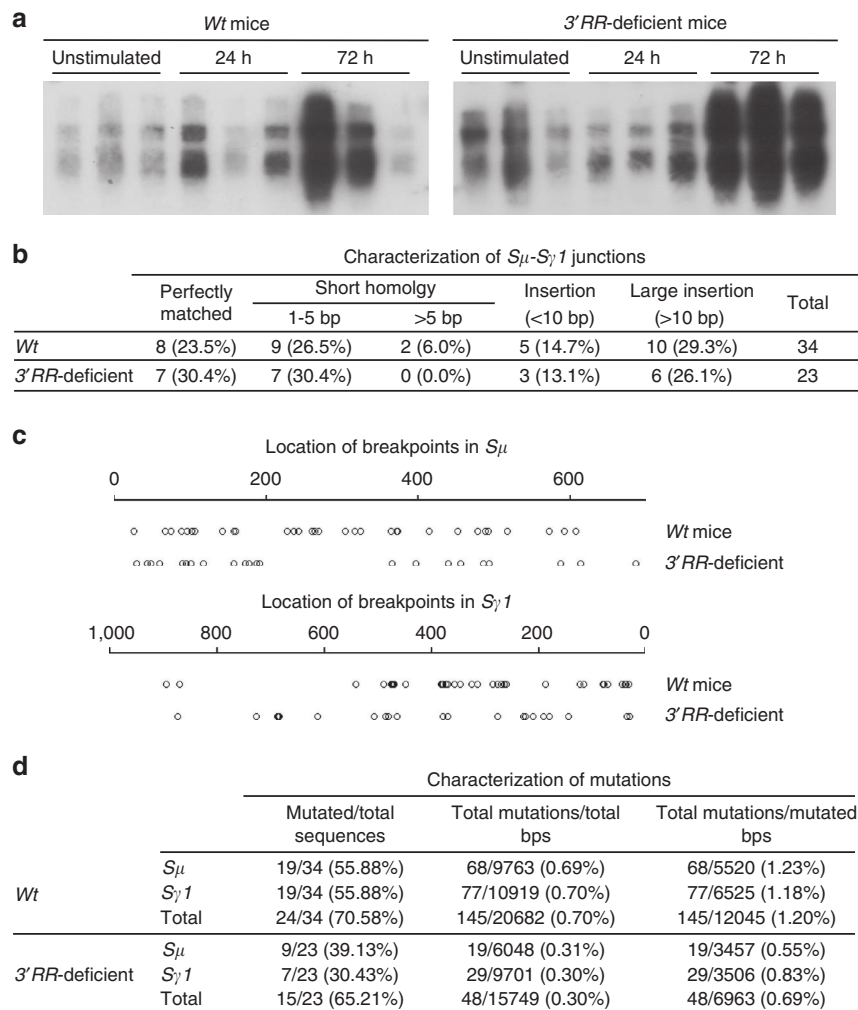 a
Wt mice
3′RR-deficient mice
Unstimulated 24 h 72 h
Unstimulated 24 h 72 h
b
Characterization of Sμ-Sγ1 junctions
Perfectly matched Short homolgy Insertion (<10 bp) Large insertion (>10 bp) Total
1-5 bp >5 bp
Wt 8 (23.5%) 9 (26.5%) 2 (6.0%) 5 (14.7%) 10 (29.3%) 34
3′RR-deficient 7 (30.4%) 7 (30.4%) 0 (0.0%) 3 (13.1%) 6 (26.1%) 23
c
Location of breakpoints in Sμ
0 200 400 600
Wt mice
3′RR-deficient
Location of breakpoints in Sγ1
1,000 800 600 400 200 0
Wt mice
3′RR-deficient
d
Characterization of mutations
Mutated/total sequences Total mutations/total bps Total mutations/mutated bps
Wt
Sμ 19/34 (55.88%) 68/9763 (0.69%) 68/5520 (1.23%)
Sγ1 19/34 (55.88%) 77/10919 (0.70%) 77/6525 (1.18%)
Total 24/34 (70.58%) 145/20682 (0.70%) 145/12045 (1.20%)
3′RR-deficient
Sμ 9/23 (39.13%) 19/6048 (0.31%) 19/3457 (0.55%)
Sγ1 7/23 (30.43%) 29/9701 (0.30%) 29/3506 (0.83%)
Total 15/23 (65.21%) 48/15749 (0.30%) 48/6963 (0.69%)